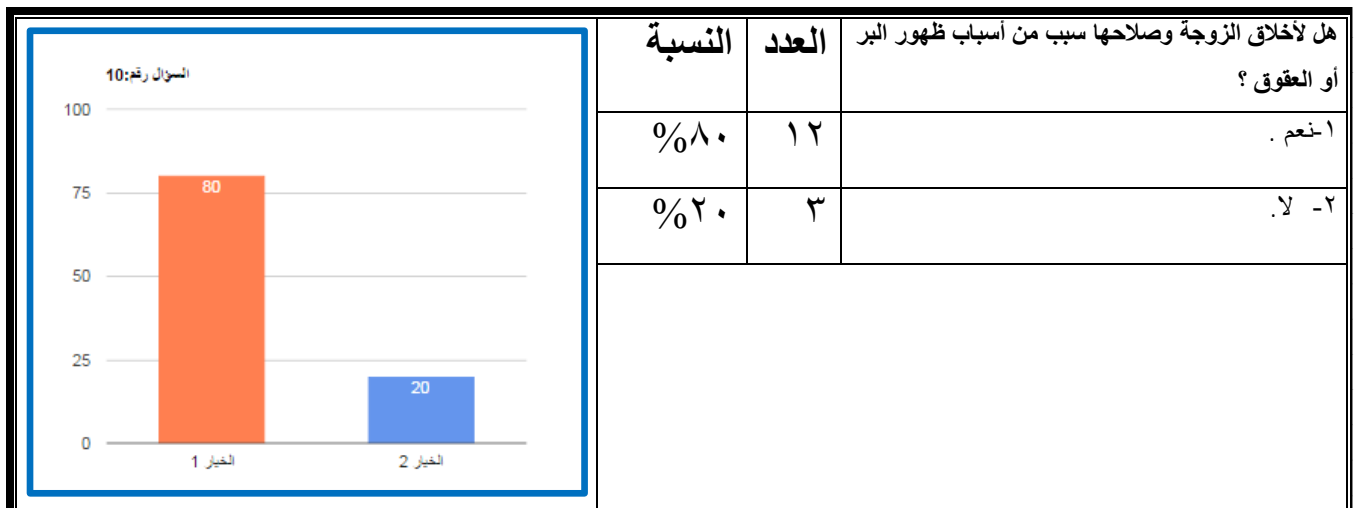 هل لأخلاق الزوجة وصلاحها سبب من أسباب ظهور البر
أو العقوق ؟
العدد
النسبة
١-نعم .
١٢
%٨٠
٢- لا.
٣
%٢٠
السؤال رقم:10
100
75
50
25
0
80
20
الخيار 1
الخيار 2